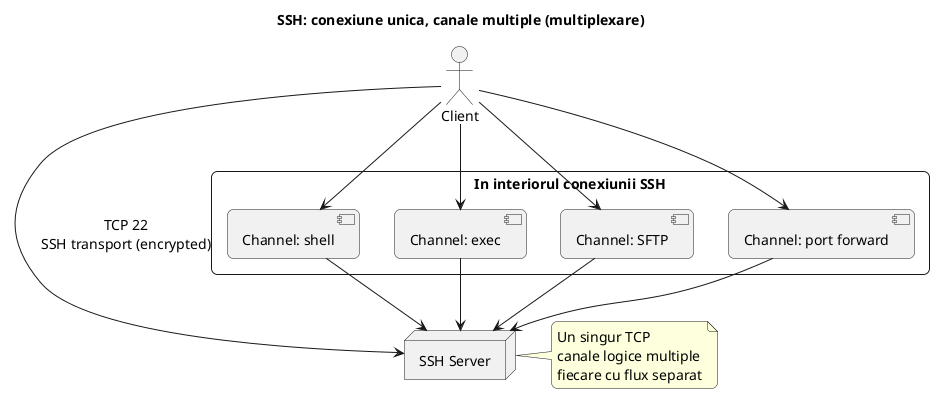 SSH: conexiune unica, canale multiple (multiplexare)
Client
In interiorul conexiunii SSH
TCP 22
SSH transport (encrypted)
Channel: shell
Channel: exec
Channel: SFTP
Channel: port forward
SSH Server
Un singur TCP
canale logice multiple
fiecare cu flux separat